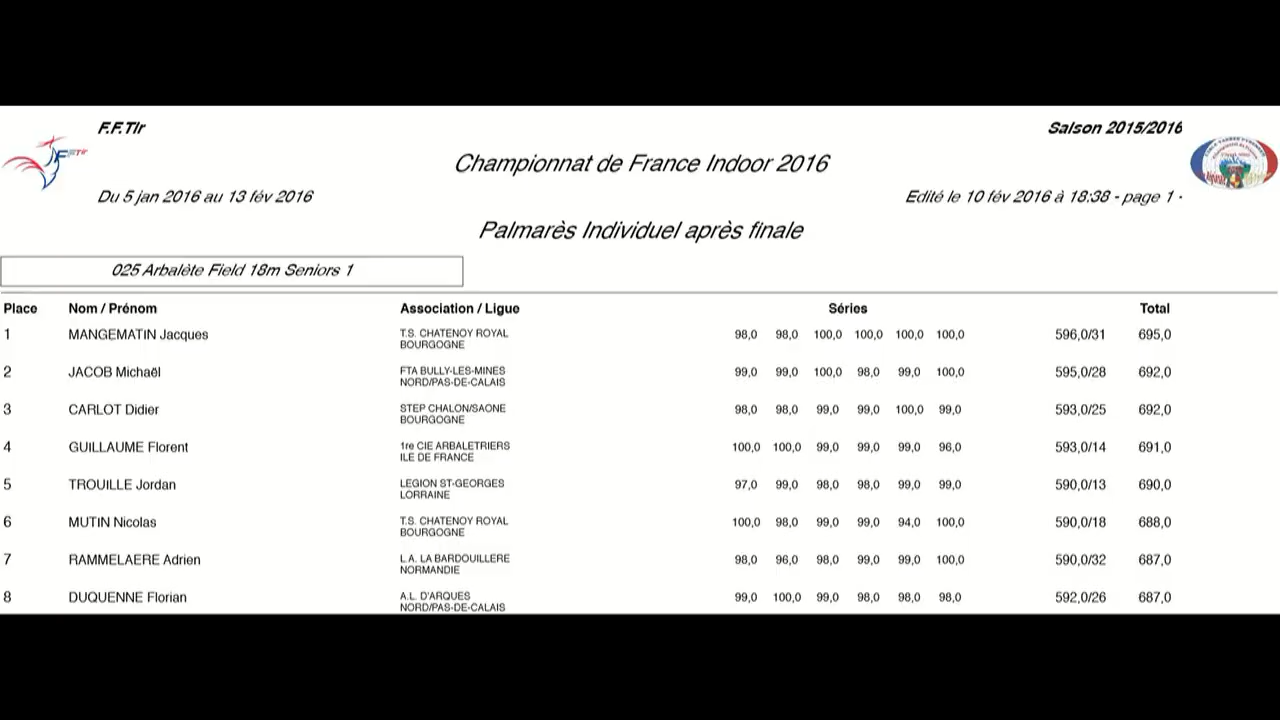 F.F.Tir
Saison 2015/2016
FFTir
Championnat de France Indoor 2016
Du 5 jan 2016 au 13 fév 2016
Edité le 10 fév 2016 à 18:38 - page 1 -
Palmarès Individuel après finale
025 Arbalète Field 18m Seniors 1
Place Nom / Prénom Association / Ligue Séries Total
1 MANGEMATIN Jacques T.S. CHATENOY ROYAL 98,0 98,0 100,0 100,0 100,0 100,0 596,0/31 695,0
BOURGOGNE
2 JACOB Michaël FTA BULLY-LES-MINES 99,0 99,0 100,0 98,0 99,0 100,0 595,0/28 692,0
NORD/PAS-DE-CALAIS
3 CARLOT Didier STEP CHALON/SAONE 98,0 98,0 99,0 99,0 100,0 99,0 593,0/25 692,0
BOURGOGNE
4 GUILLAUME Florent 1re CIE ARBALETRIERS 100,0 100,0 99,0 99,0 99,0 96,0 593,0/14 691,0
ILE DE FRANCE
5 TROUILLE Jordan LEGION ST-GEORGES 97,0 99,0 98,0 98,0 99,0 99,0 590,0/13 690,0
LORRAINE
6 MUTIN Nicolas T.S. CHATENOY ROYAL 100,0 98,0 99,0 99,0 94,0 100,0 590,0/18 688,0
BOURGOGNE
7 RAMMELAERE Adrien L.A. LA BARDOUILLERE 98,0 96,0 98,0 99,0 99,0 100,0 590,0/32 687,0
NORMANDIE
8 DUQUENNE Florian A.L. D'ARQUES 99,0 100,0 99,0 98,0 98,0 98,0 592,0/26 687,0
NORD/PAS-DE-CALAIS